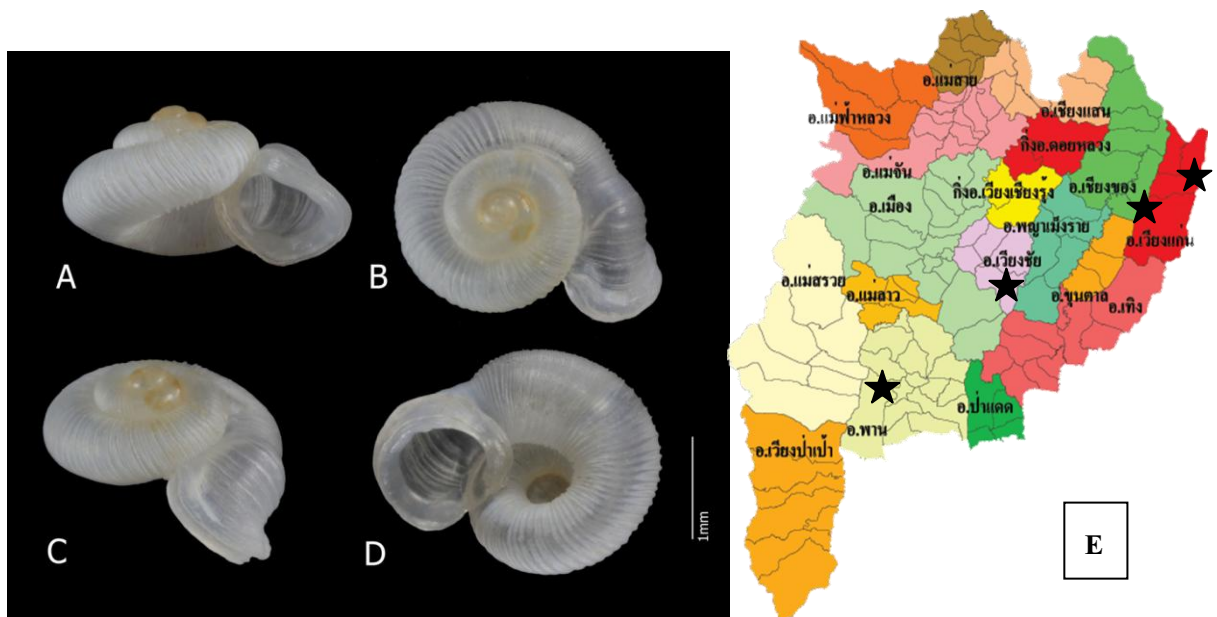 A
B
C
D
1mm
อ.แม่สาย
อ.แม่ฟ้าหลวง
อ.เชียงแสน
กิ่งอ.ดอยหลวง
อ.แม่จัน
อ.เชียงของ
กิ่งอ.เวียงเชียงรุ้ง
อ.เมือง
อ.พญาเม็งราย
อ.เวียงแก่น
อ.เวียงชัย
อ.แม่สรวย
อ.แม่ลาว
อ.ขุนตาล
อ.เทิง
อ.ป่าแดด
อ.พาน
อ.เวียงป่าเป้า
E